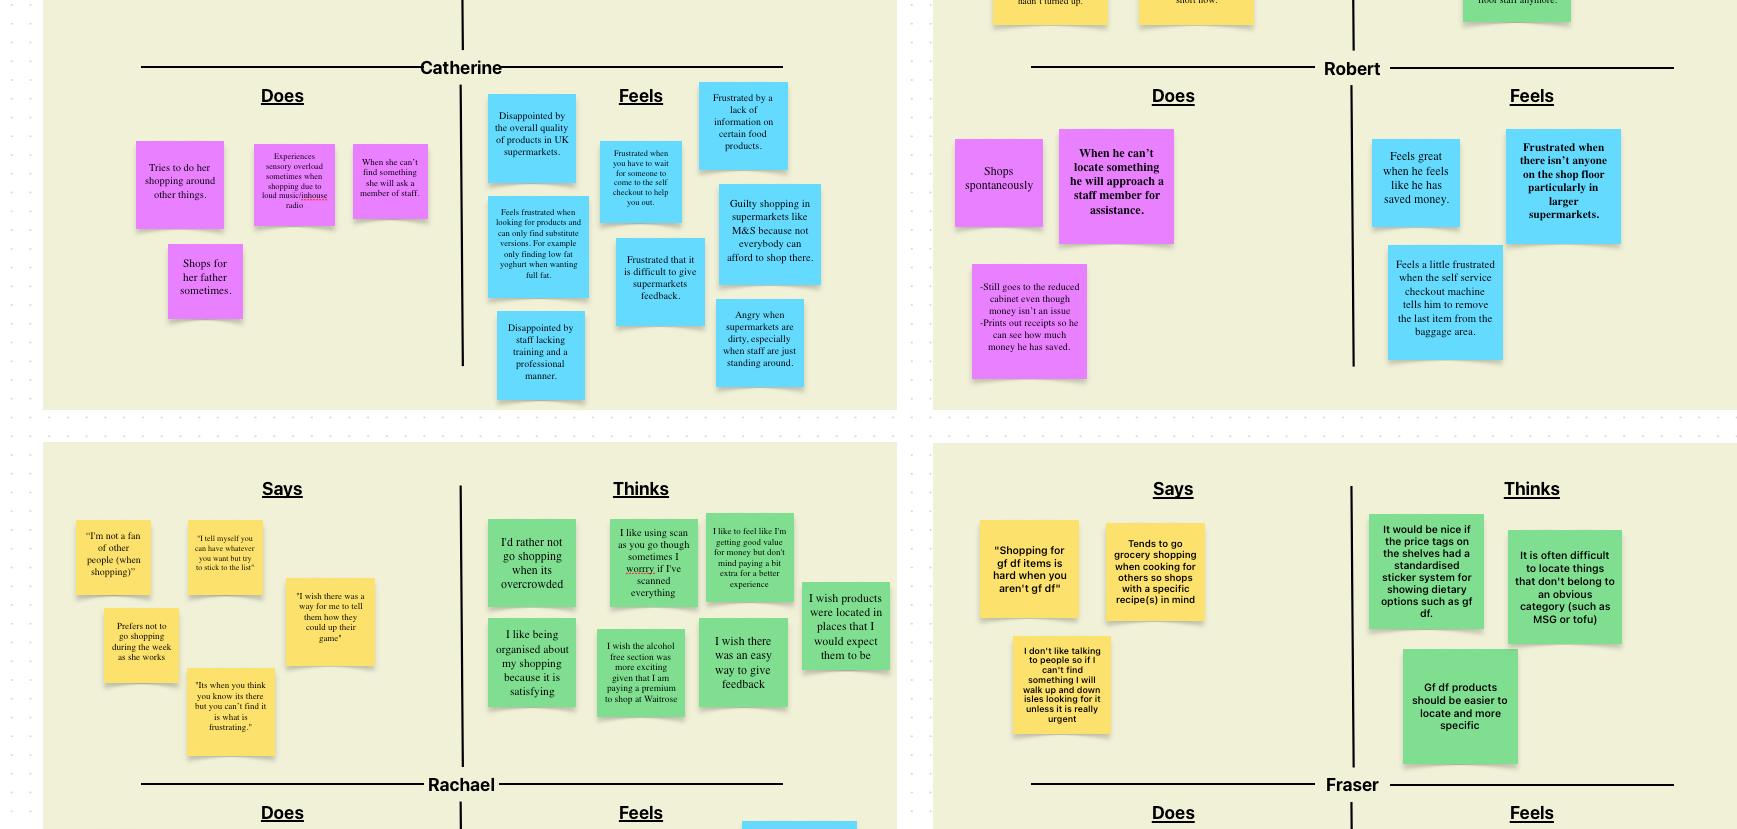 hadn't turned up.
short now.
floor staff anymore.
Catherine
Does
Feels
Tries to do her
shopping around
other things.
Experiences
sensory overload
sometimes when
shopping due to
loud music/inhouse
radio
When she can't
find something
she will ask a
member of staff.
Shops for
her father
sometimes.
Disappointed by
the overall quality
of products in UK
supermarkets.
Frustrated when
you have to wait
for someone to
come to the self
checkout to help
you out.
Frustrated by a
lack of
information on
certain food
products.
Feels frustrated when
looking for products and
can only find substitute
versions. For example
only finding low fat
yoghurt when wanting
full fat.
Guilty shopping in
supermarkets like
M&S because not
everybody can
afford to shop there.
Frustrated that it
is difficult to give
supermarkets
feedback.
Disappointed by
staff lacking
training and a
professional
manner.
Angry when
supermarkets are
dirty, especially
when staff are just
standing around.
Robert
Does
Feels
Shops
spontaneously
When he can't
locate something
he will approach a
staff member for
assistance.
-Still goes to the reduced
cabinet even though
money isn't an issue
-Prints out receipts so he
can see how much
money he has saved.
Feels great
when he feels
like he has
saved money.
Frustrated when
there isn't anyone
on the shop floor
particularly in
larger
supermarkets.
Feels a little frustrated
when the self service
checkout machine
tells him to remove
the last item from the
baggage area.
Says
Thinks
"I'm not a fan
of other
people (when
shopping)"
"I tell myself you
can have whatever
you want but try
to stick to the list"
"I wish there was a
way for me to tell
them how they
could up their
game"
Prefers not to
go shopping
during the week
as she works
"Its when you think
you know its there
but you can't find it
is what is
frustrating."
I'd rather not
go shopping
when its
overcrowded
I like using scan
as you go though
sometimes I
worrry if I've
scanned
everything
I like to feel like I'm
getting good value
for money but don't
mind paying a bit
extra for a better
experience
I wish products
were located in
places that I
would expect
them to be
I like being
organised about
my shopping
because it is
satisfying
I wish the alcohol
free section was
more exciting
given that I am
paying a premium
to shop at Waitrose
I wish there
was an easy
way to give
feedback
Rachael
Does
Feels
Says
Thinks
"Shopping for
gf df items is
hard when you
aren't gf df"
Tends to go
grocery shopping
when cooking for
others so shops
with a specific
recipe(s) in mind
I don't like talking
to people so if I
can't find
something I will
walk up and down
isles looking for it
unless it is really
urgent
It would be nice if
the price tags on
the shelves had a
standardised
sticker system for
showing dietary
options such as gf
df.
It is often difficult
to locate things
that don't belong to
an obvious
category (such as
MSG or tofu)
Gf df products
should be easier to
locate and more
specific
Fraser
Does
Feels